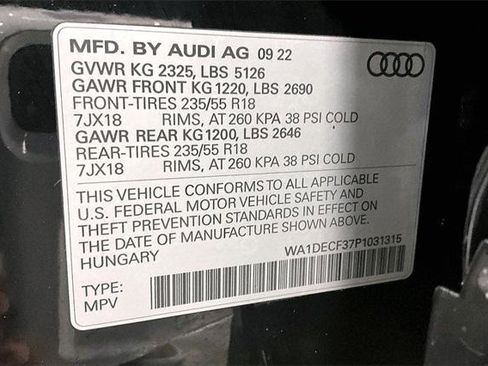 MFD. BY AUDI AG 09 22
GVWR KG 2325, LBS 5126
GAWR FRONT KG 1220, LBS 2690
FRONT-TIRES 235/55 R18
7JX18 RIMS, AT 260 KPA 38 PSI COLD
GAWR REAR KG 1200, LBS 2646
REAR-TIRES 235/55 R18
7JX18 RIMS, AT 260 KPA 38 PSI COLD
THIS VEHICLE CONFORMS TO ALL APPLICABLE
U.S. FEDERAL MOTOR VEHICLE SAFETY AND
THEFT PREVENTION STANDARDS IN EFFECT ON
THE DATE OF MANUFACTURE SHOWN ABOVE.
HUNGARY
WA1DECF37P1031315
TYPE:
MPV